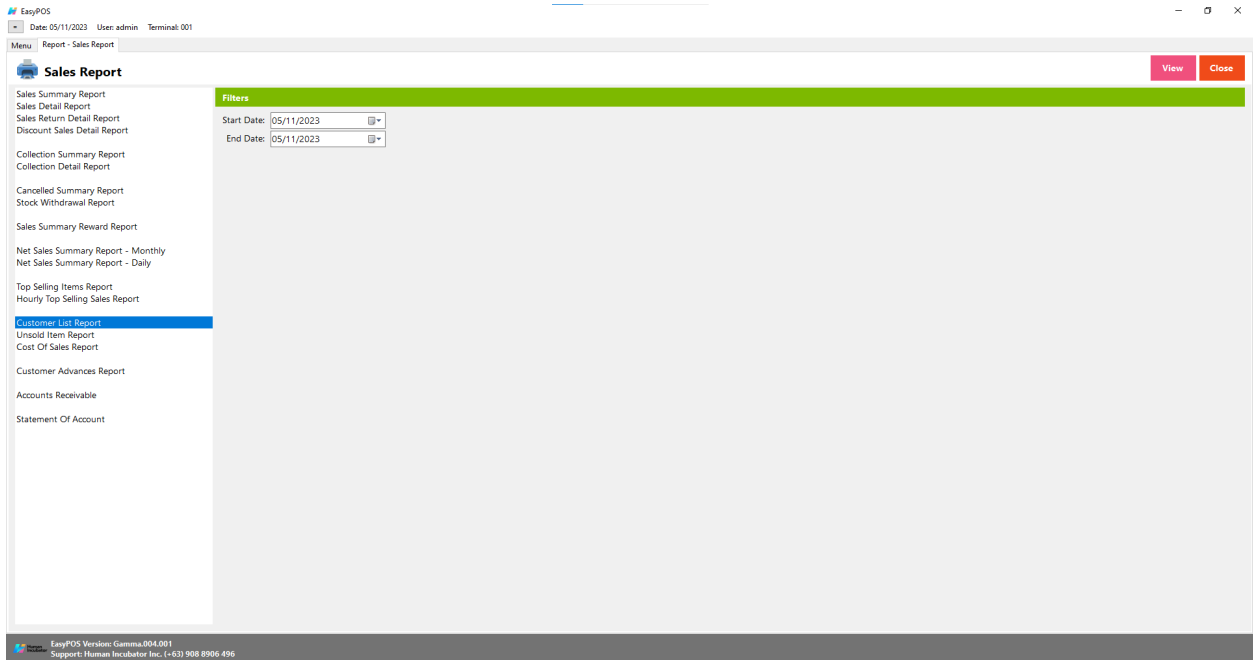 EasyPOS
Date: 05/11/2023 User: admin Terminal: 001
Menu Report - Sales Report
Sales Report
View Close
Sales Summary Report
Sales Detail Report
Sales Return Detail Report
Discount Sales Detail Report
Collection Summary Report
Collection Detail Report
Cancelled Summary Report
Stock Withdrawal Report
Sales Summary Reward Report
Net Sales Summary Report - Monthly
Net Sales Summary Report - Daily
Top Selling Items Report
Hourly Top Selling Sales Report
Customer List Report
Unsold Item Report
Cost Of Sales Report
Customer Advances Report
Accounts Receivable
Statement Of Account
Filters
Start Date: 05/11/2023
End Date: 05/11/2023
Human Incubator
EasyPOS Version: Gamma.004.001
Support: Human Incubator Inc. (+63) 908 8906 496